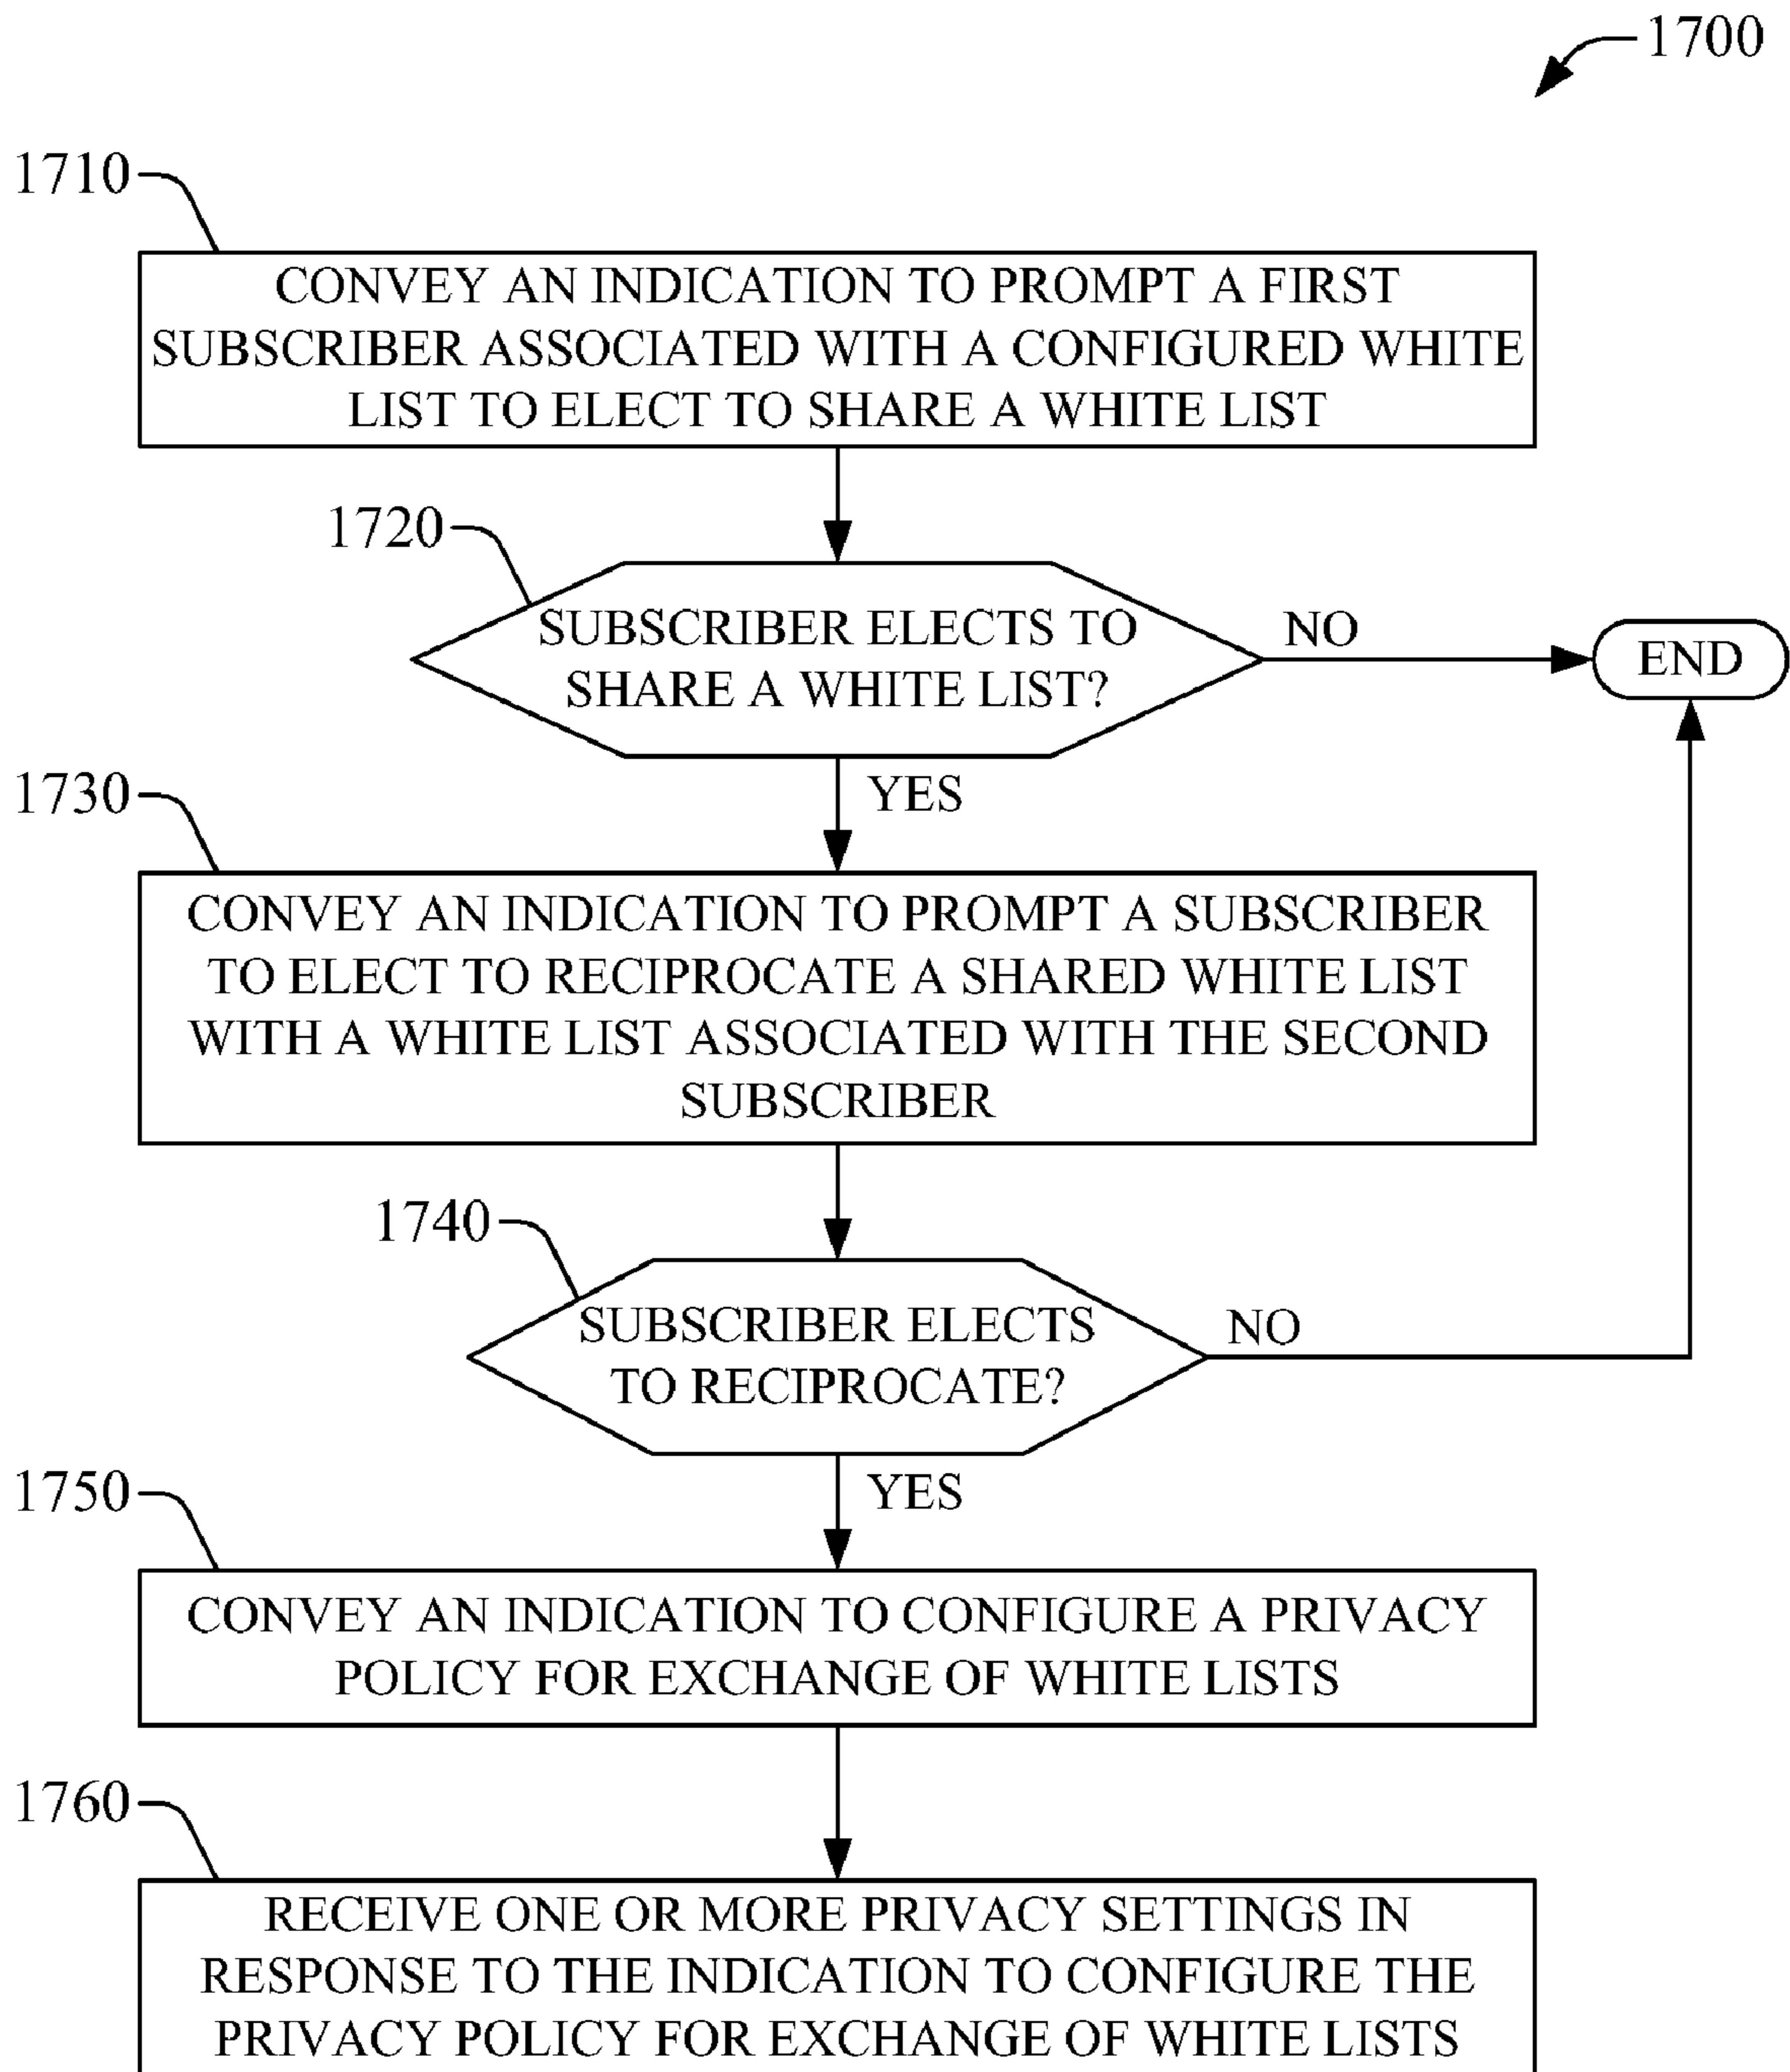 1700
1710
CONVEY AN INDICATION TO PROMPT A FIRST
SUBSCRIBER ASSOCIATED WITH A CONFIGURED WHITE
LIST TO ELECT TO SHARE A WHITE LIST
1720
SUBSCRIBER ELECTS TO
SHARE A WHITE LIST?
NO
END
YES
1730
CONVEY AN INDICATION TO PROMPT A SUBSCRIBER
TO ELECT TO RECIPROCATE A SHARED WHITE LIST
WITH A WHITE LIST ASSOCIATED WITH THE SECOND
SUBSCRIBER
1740
SUBSCRIBER ELECTS
TO RECIPROCATE?
NO
YES
1750
CONVEY AN INDICATION TO CONFIGURE A PRIVACY
POLICY FOR EXCHANGE OF WHITE LISTS
1760
RECEIVE ONE OR MORE PRIVACY SETTINGS IN
RESPONSE TO THE INDICATION TO CONFIGURE THE
PRIVACY POLICY FOR EXCHANGE OF WHITE LISTS